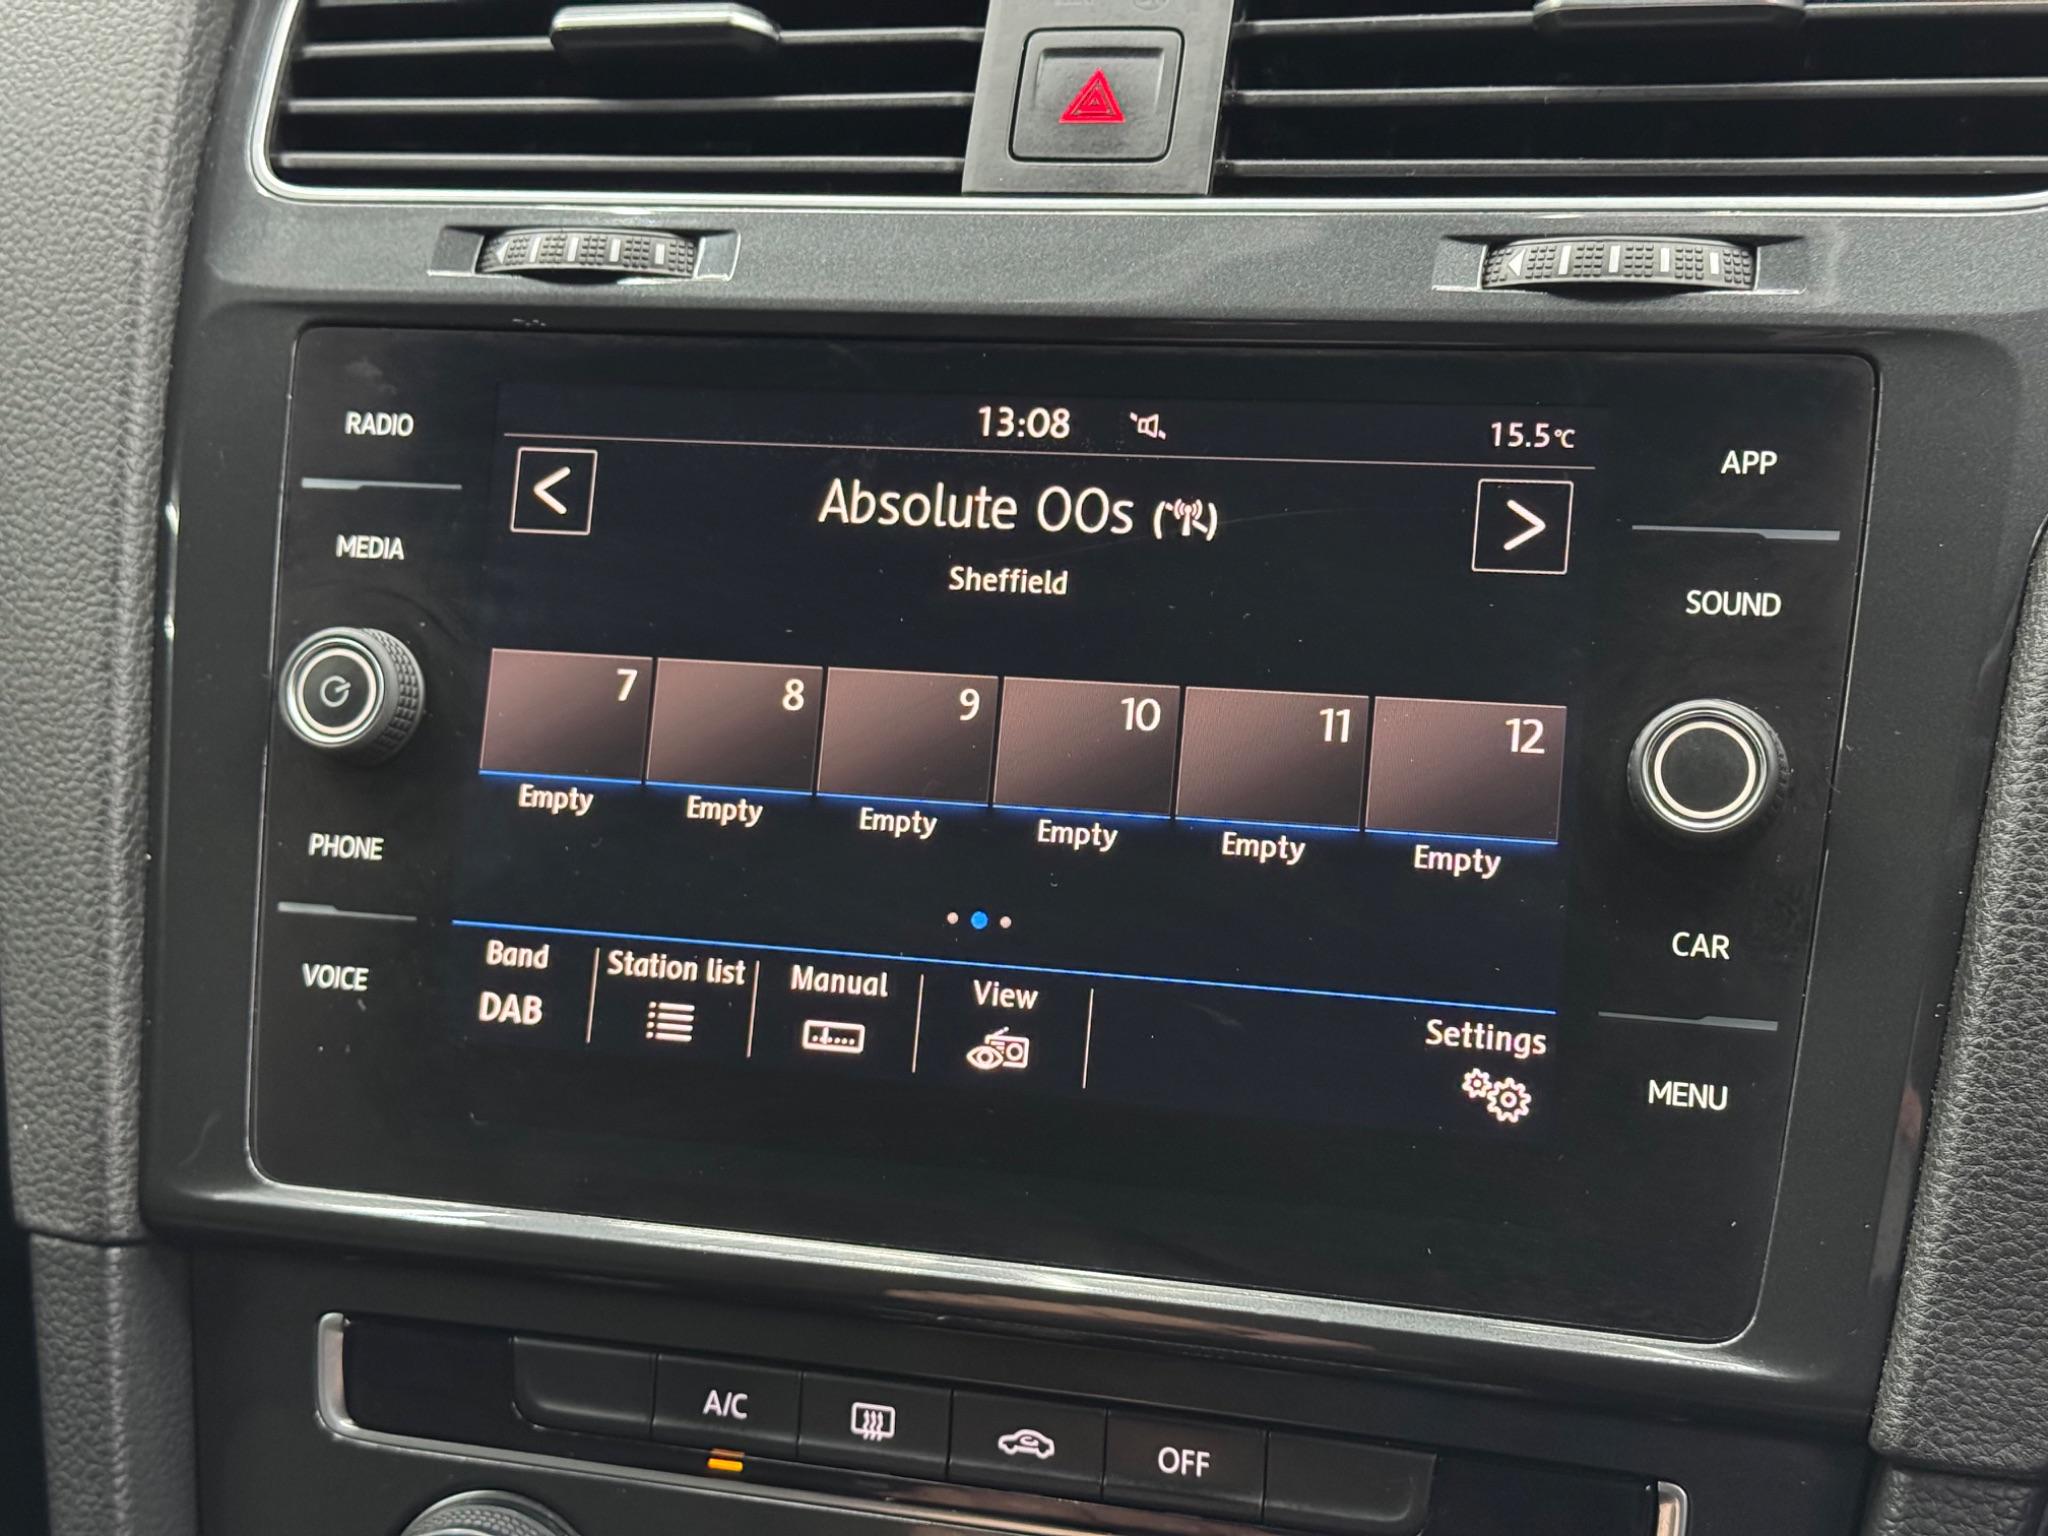 RADIO
MEDIA
PHONE
VOICE
13:08
15.5°C
<
Absolute 00s
>
Sheffield
7
8
9
10
11
12
Empty
Empty
Empty
Empty
Empty
Empty
Band
Station list
Manual
View
Settings
DAB
APP
SOUND
CAR
MENU
A/C
OFF